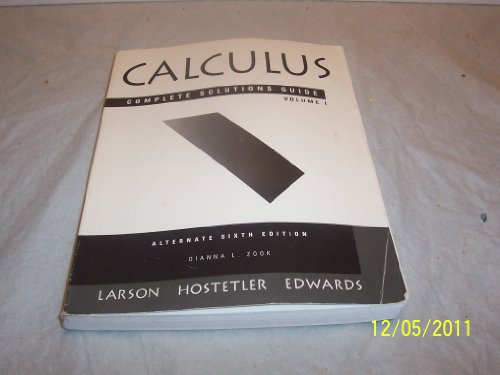 CALCULUS
COMPLETE SOLUTIONS GUIDE
VOLUME I
ALTERNATE SIXTH EDITION
DIANNA L. ZOOK
LARSON HOSTETLER EDWARDS
12/05/2011